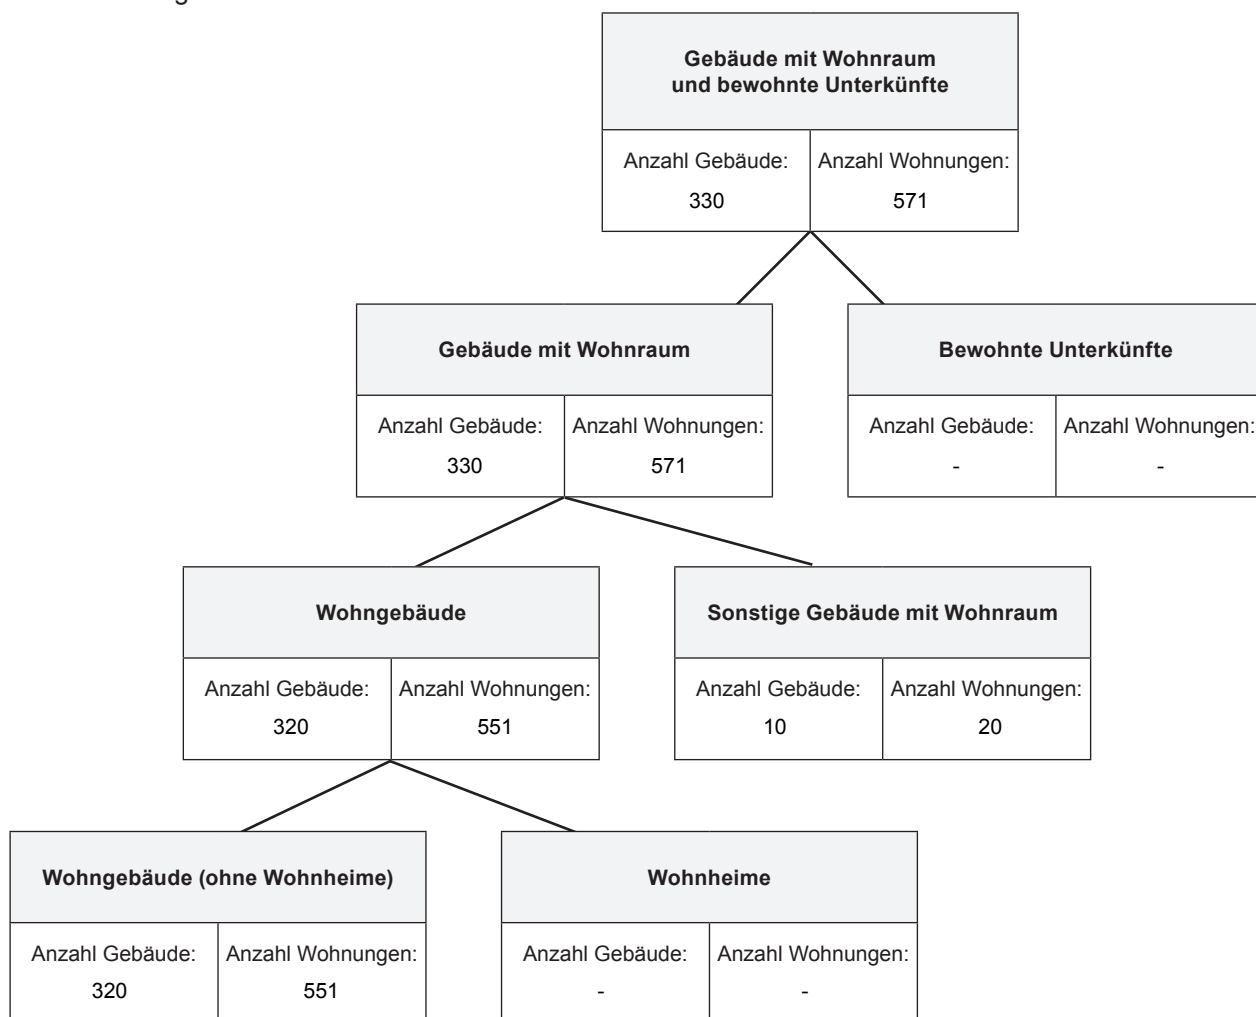 Gebäude mit Wohnraum
und bewohnte Unterkünfte
Anzahl Gebäude: Anzahl Wohnungen:
330 571
Gebäude mit Wohnraum Bewohnte Unterkünfte
Anzahl Gebäude: Anzahl Wohnungen: Anzahl Gebäude: Anzahl Wohnungen:
330 571 - -
Wohngebäude Sonstige Gebäude mit Wohnraum
Anzahl Gebäude: Anzahl Wohnungen: Anzahl Gebäude: Anzahl Wohnungen:
320 551 10 20
Wohngebäude (ohne Wohnheime) Wohnheime
Anzahl Gebäude: Anzahl Wohnungen: Anzahl Gebäude: Anzahl Wohnungen:
320 551 - -